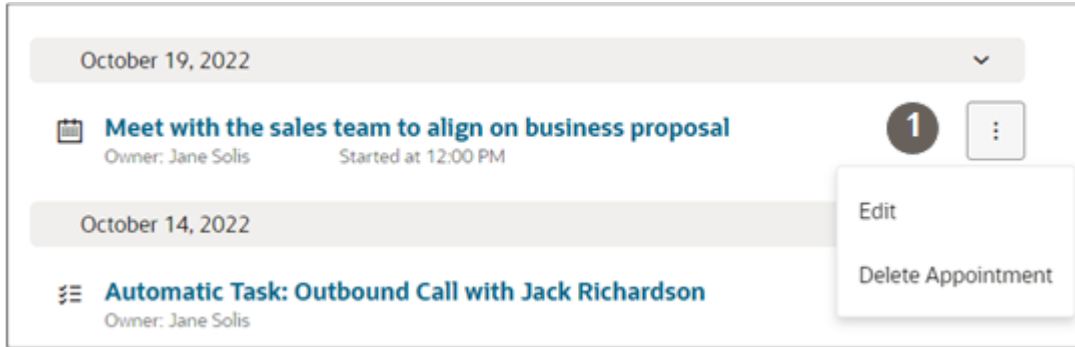 October 19, 2022
Meet with the sales team to align on business proposal
1
Owner: Jane Solis Started at 12:00 PM
Edit
October 14, 2022
Delete Appointment
Automatic Task: Outbound Call with Jack Richardson
Owner: Jane Solis